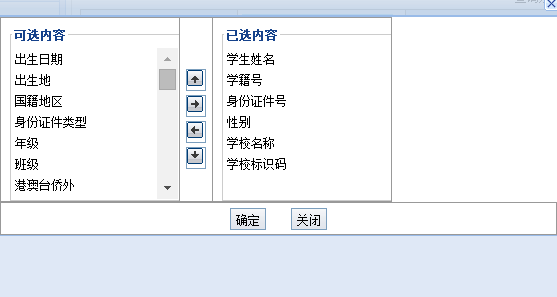 可选内容
出生日期
出生地
国籍地区
身份证件类型
年级
班级
港澳台侨外
已选内容
学生姓名
学籍号
身份证件号
性别
学校名称
学校标识码
确定
关闭